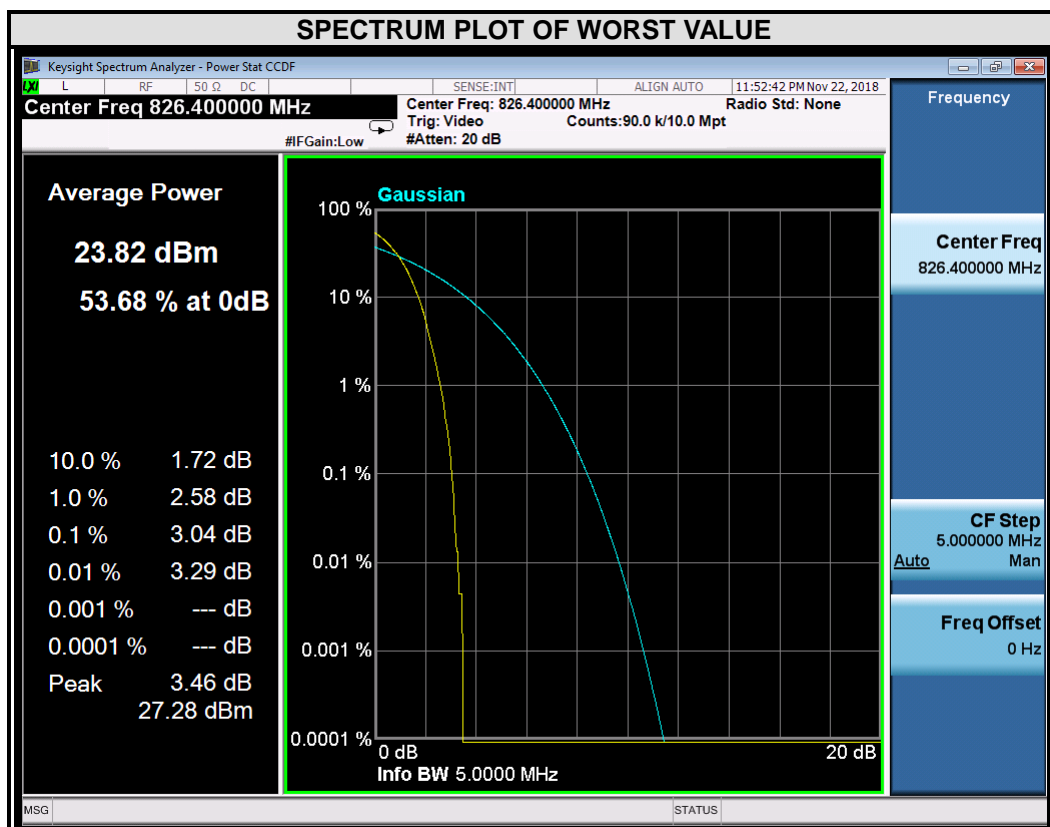 SPECTRUM PLOT OF WORST VALUE
Keysight Spectrum Analyzer - Power Stat CCDF
LXI L RF 50 Ω DC SENSE:INT ALIGN AUTO 11:52:42 PM Nov 22, 2018
Center Freq 826.400000 MHz
Center Freq: 826.400000 MHz Radio Std: None
Trig: Video Counts:90.0 k/10.0 Mpt
#IFGain:Low #Atten: 20 dB
Average Power
23.82 dBm
53.68 % at 0dB
10.0 % 1.72 dB
1.0 % 2.58 dB
0.1 % 3.04 dB
0.01 % 3.29 dB
0.001 % --- dB
0.0001 % --- dB
Peak 3.46 dB
27.28 dBm
Gaussian
100 %
10 %
1 %
0.1 %
0.01 %
0.001 %
0.0001 %
0 dB 20 dB
Info BW 5.0000 MHz
Frequency
Center Freq
826.400000 MHz
CF Step
5.000000 MHz
Auto Man
Freq Offset
0 Hz
MSG STATUS